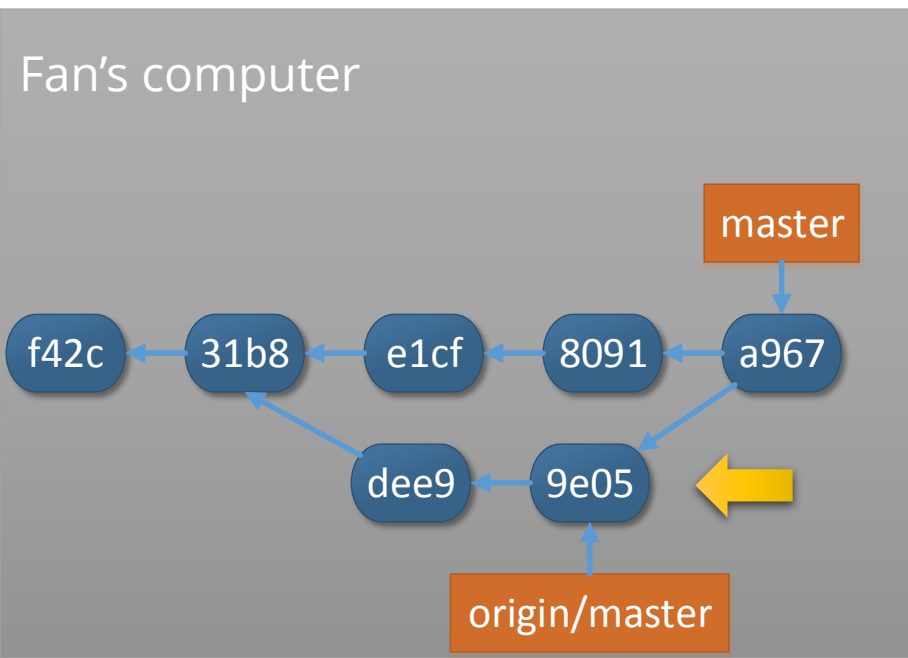 Fan’s computer
master
f42c 31b8 e1cf 8091 a967
dee9 9e05
origin/master